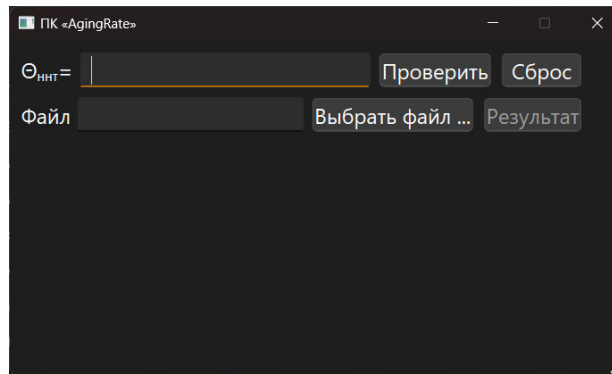 ПК «AgingRate»
Θннт= Проверить Сброс
Файл Выбрать файл ... Результат